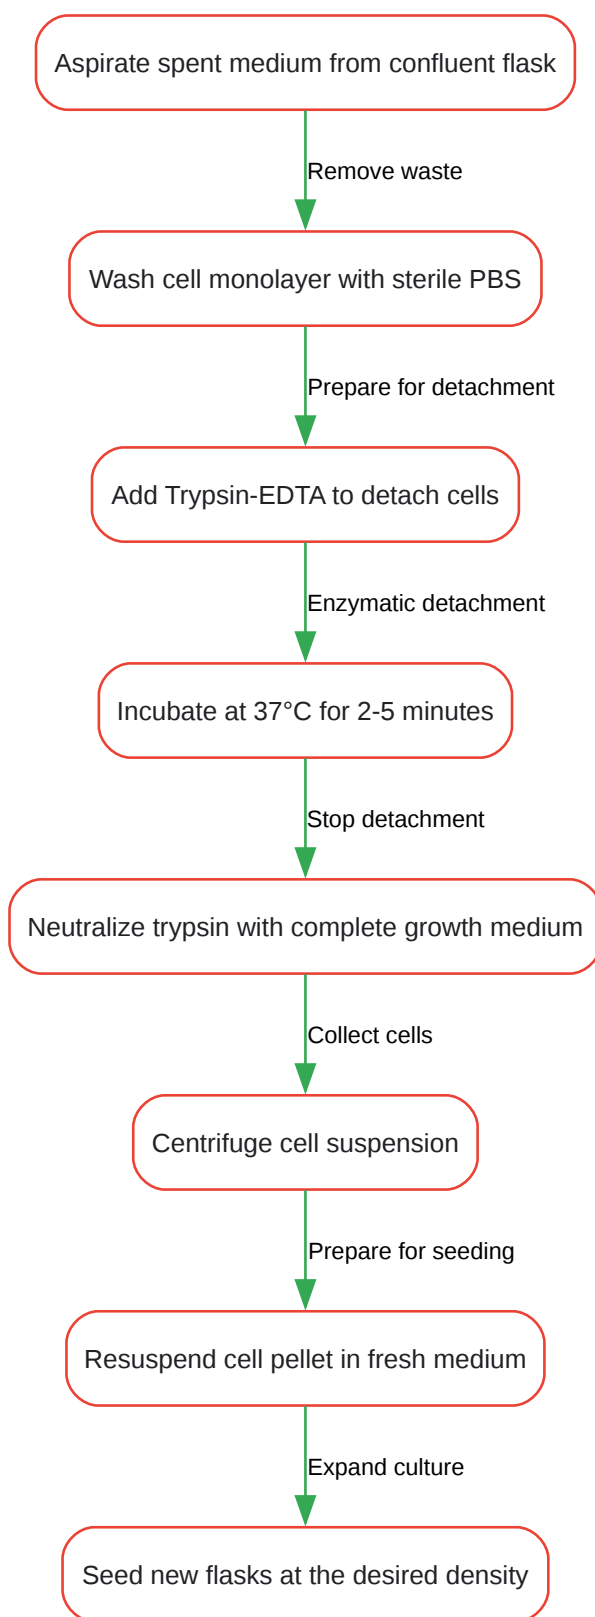 Aspirate spent medium from confluent flask
Remove waste
Wash cell monolayer with sterile PBS
Prepare for detachment
Add Trypsin-EDTA to detach cells
Enzymatic detachment
Incubate at 37°C for 2-5 minutes
Stop detachment
Neutralize trypsin with complete growth medium
Collect cells
Centrifuge cell suspension
Prepare for seeding
Resuspend cell pellet in fresh medium
Expand culture
Seed new flasks at the desired density